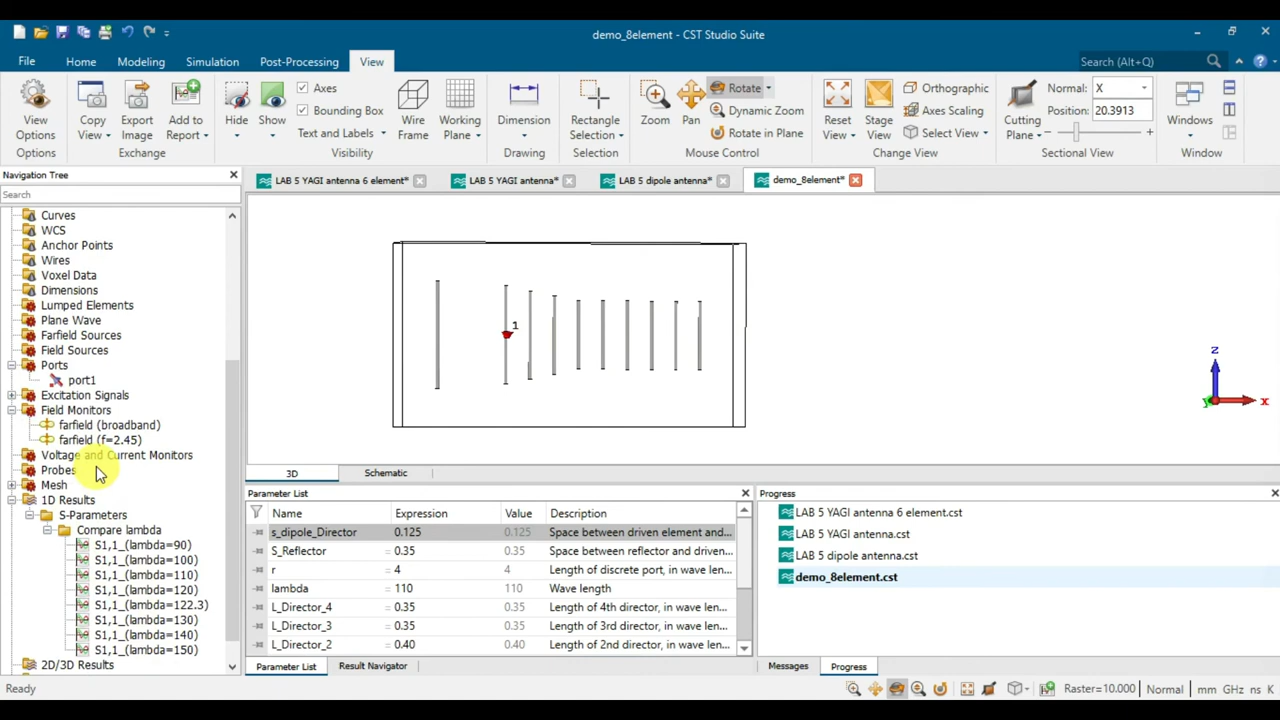 demo_8element - CST Studio Suite
File Home Modeling Simulation Post-Processing View Search (Alt+Q)
View Options
Options
Copy View
Export Image
Add to Report
Exchange
Hide
Show
Axes
Bounding Box
Text and Labels
Wire Frame
Working Plane
Visibility
Dimension
Drawing
Rectangle Selection
Selection
Zoom
Pan
Rotate
Dynamic Zoom
Rotate in Plane
Mouse Control
Reset View
Stage View
Orthographic
Axes Scaling
Select View
Change View
Cutting Plane
Normal: X
Position: 20.3913
Sectional View
Windows
Window
Navigation Tree
Search
LAB 5 YAGI antenna 6 element* LAB 5 YAGI antenna* LAB 5 dipole antenna* demo_8element*
Curves
WCS
Anchor Points
Wires
Voxel Data
Dimensions
Lumped Elements
Plane Wave
Farfield Sources
Field Sources
Ports
port1
Excitation Signals
Field Monitors
farfield (broadband)
farfield (f=2.45)
Voltage and Current Monitors
Probes
Mesh
1D Results
S-Parameters
Compare lambda
S1,1_(lambda=90)
S1,1_(lambda=100)
S1,1_(lambda=110)
S1,1_(lambda=120)
S1,1_(lambda=122.3)
S1,1_(lambda=130)
S1,1_(lambda=140)
S1,1_(lambda=150)
2D/3D Results
1
z
x
3D Schematic
Parameter List
Name Expression Value Description
s_dipole_Director = 0.125 0.125 Space between driven element and...
S_Reflector = 0.35 0.35 Space between reflector and driven...
r = 4 4 Length of discrete port, in wave len...
lambda = 110 110 Wave length
L_Director_4 = 0.35 0.35 Length of 4th director, in wave len...
L_Director_3 = 0.35 0.35 Length of 3rd director, in wave len...
L_Director_2 = 0.40 0.40 Length of 2nd director, in wave len...
Parameter List Result Navigator
Progress
LAB 5 YAGI antenna 6 element.cst
LAB 5 YAGI antenna.cst
LAB 5 dipole antenna.cst
demo_8element.cst
Messages Progress
Ready
Raster=10.000 Normal mm GHz ns K